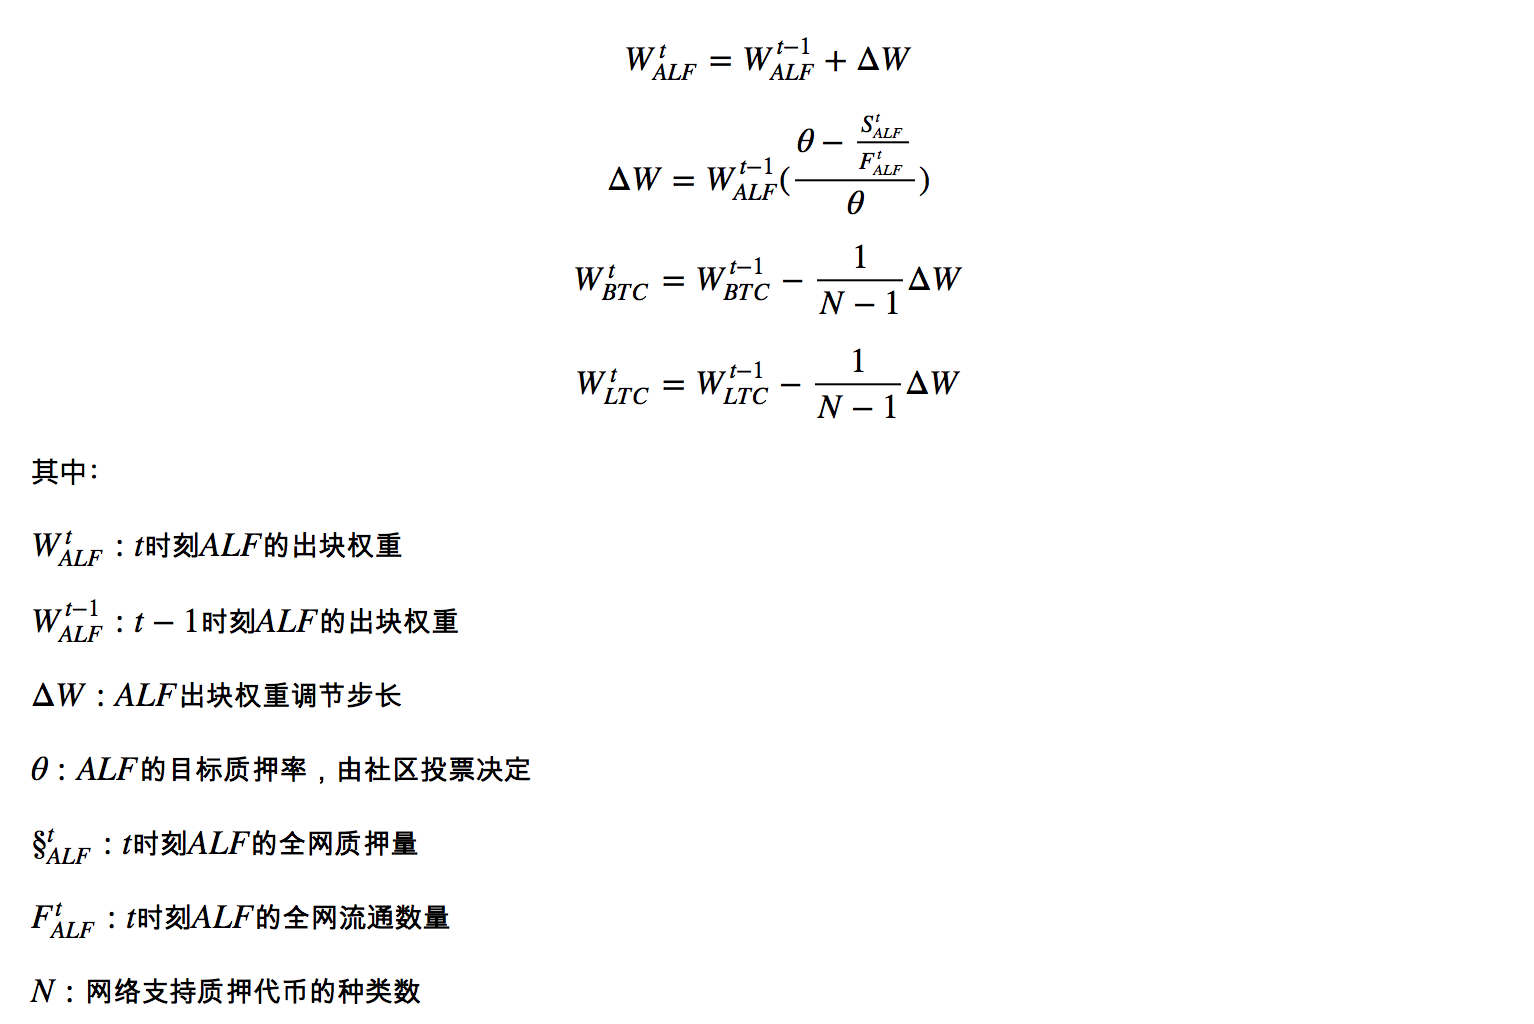 $W_{ALF}^{t} = W_{ALF}^{t-1} + \Delta W$
$\Delta W = W_{ALF}^{t-1}(\frac{\theta - \frac{S_{ALF}^{t}}{F_{ALF}^{t}}}{\theta})$
$W_{BTC}^{t} = W_{BTC}^{t-1} - \frac{1}{N-1}\Delta W$
$W_{LTC}^{t} = W_{LTC}^{t-1} - \frac{1}{N-1}\Delta W$
其中：
$W_{ALF}^{t}$：$t$时刻$ALF$的出块权重
$W_{ALF}^{t-1}$：$t-1$时刻$ALF$的出块权重
$\Delta W$：$ALF$出块权重调节步长
$\theta$：$ALF$的目标质押率，由社区投票决定
$§_{ALF}^{t}$：$t$时刻$ALF$的全网质押量
$F_{ALF}^{t}$：$t$时刻$ALF$的全网流通数量
$N$：网络支持质押代币的种类数